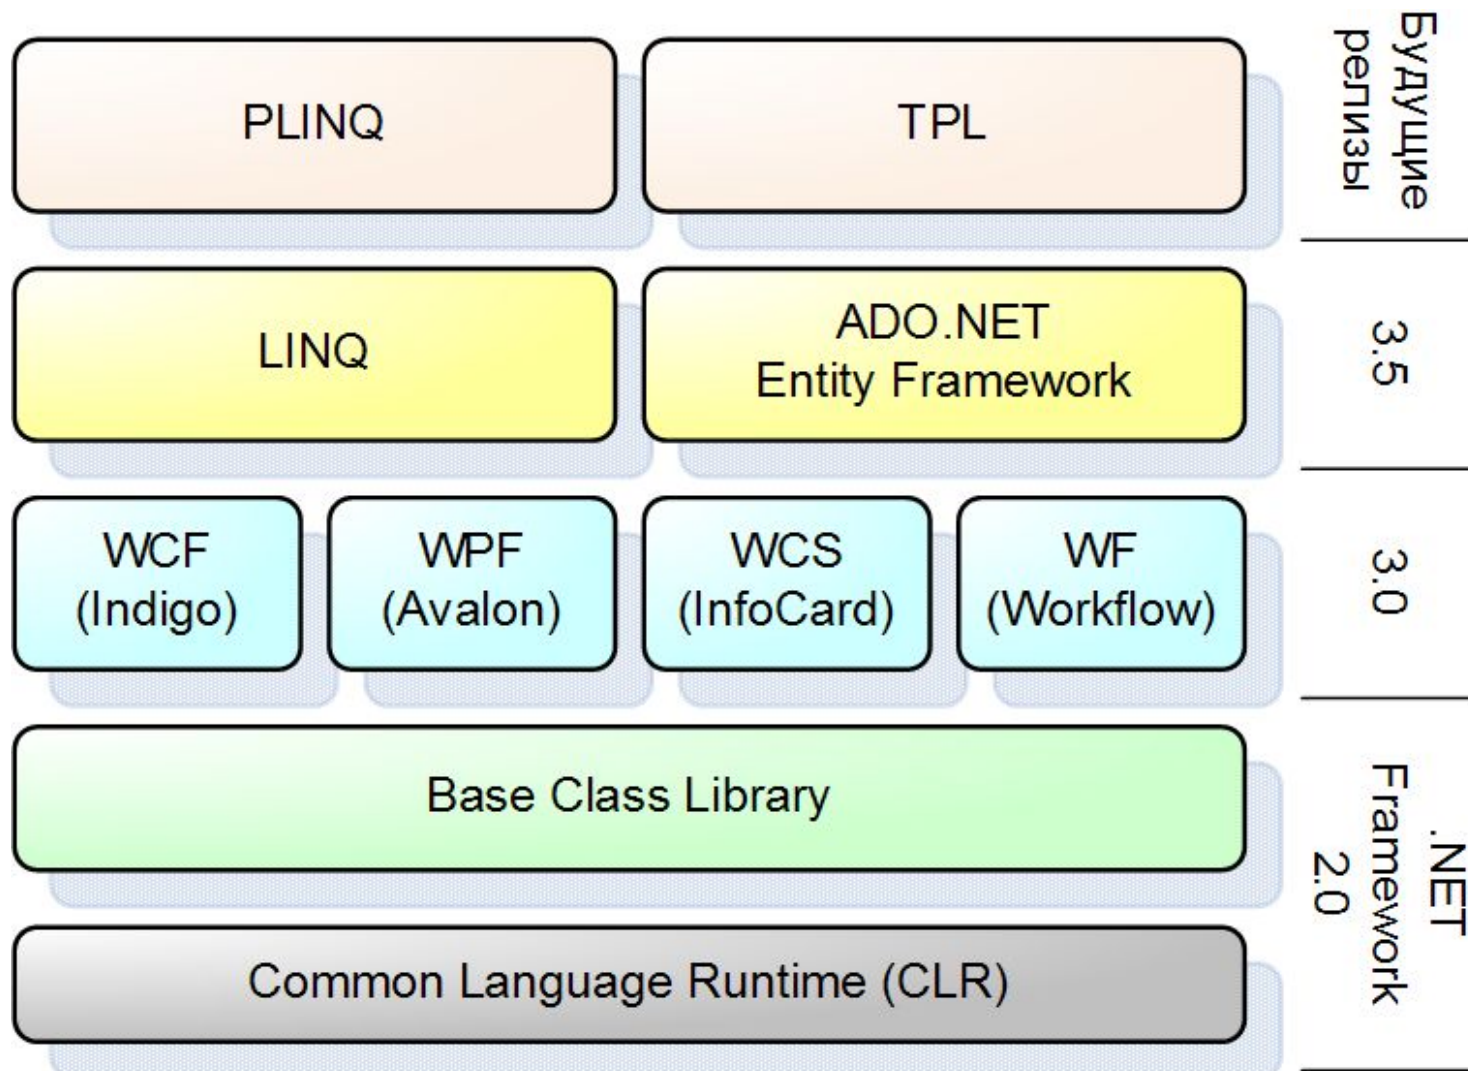 PLINQ
TPL
Будущие
релизы
LINQ
ADO.NET
Entity Framework
3.5
WCF
(Indigo)
WPF
(Avalon)
WCS
(InfoCard)
WF
(Workflow)
3.0
Base Class Library
Common Language Runtime (CLR)
.NET
Framework
2.0